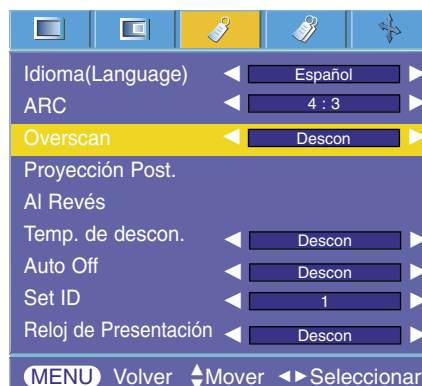 Idioma(Language) Español
ARC 4 : 3
Overscan Descon
Proyección Post.
Al Revés
Temp. de descon. Descon
Auto Off Descon
Set ID 1
Reloj de Presentación Descon
MENU Volver Mover Seleccionar